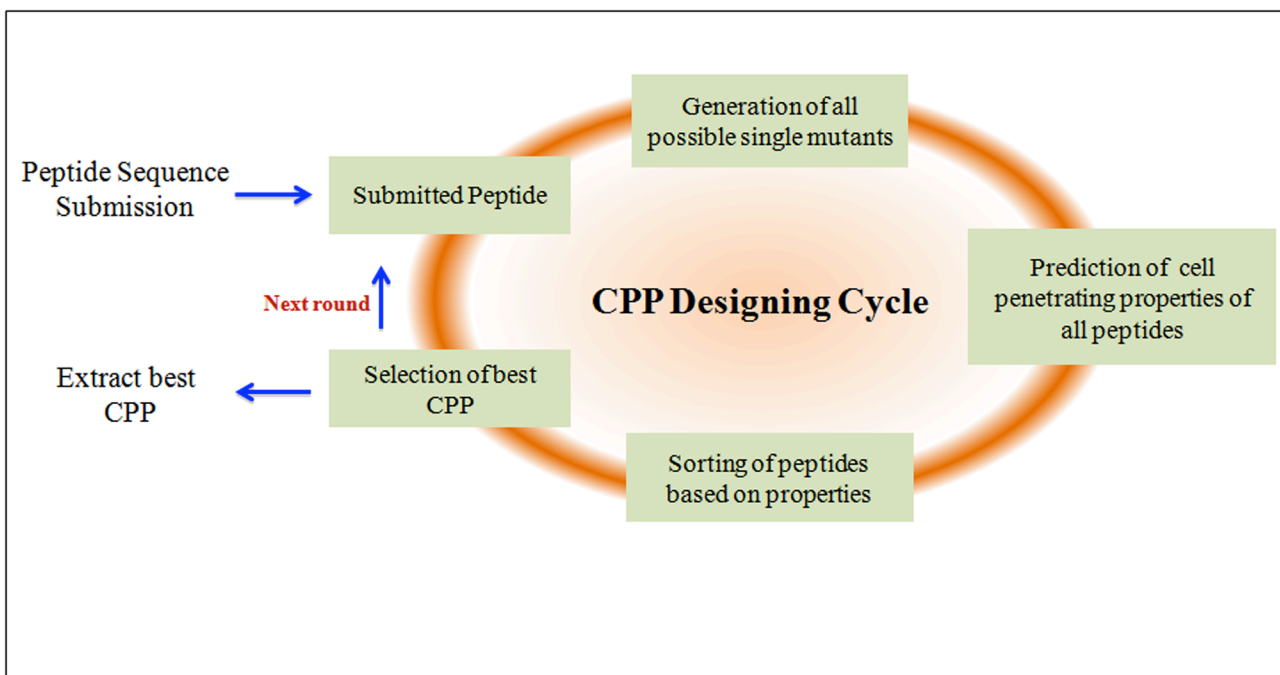 Generation of all
possible single mutants
Peptide Sequence
Submission
Submitted Peptide
Prediction of cell
penetrating properties of
all peptides
CPP Designing Cycle
Next round
Extract best
CPP
Selection of best
CPP
Sorting of peptides
based on properties